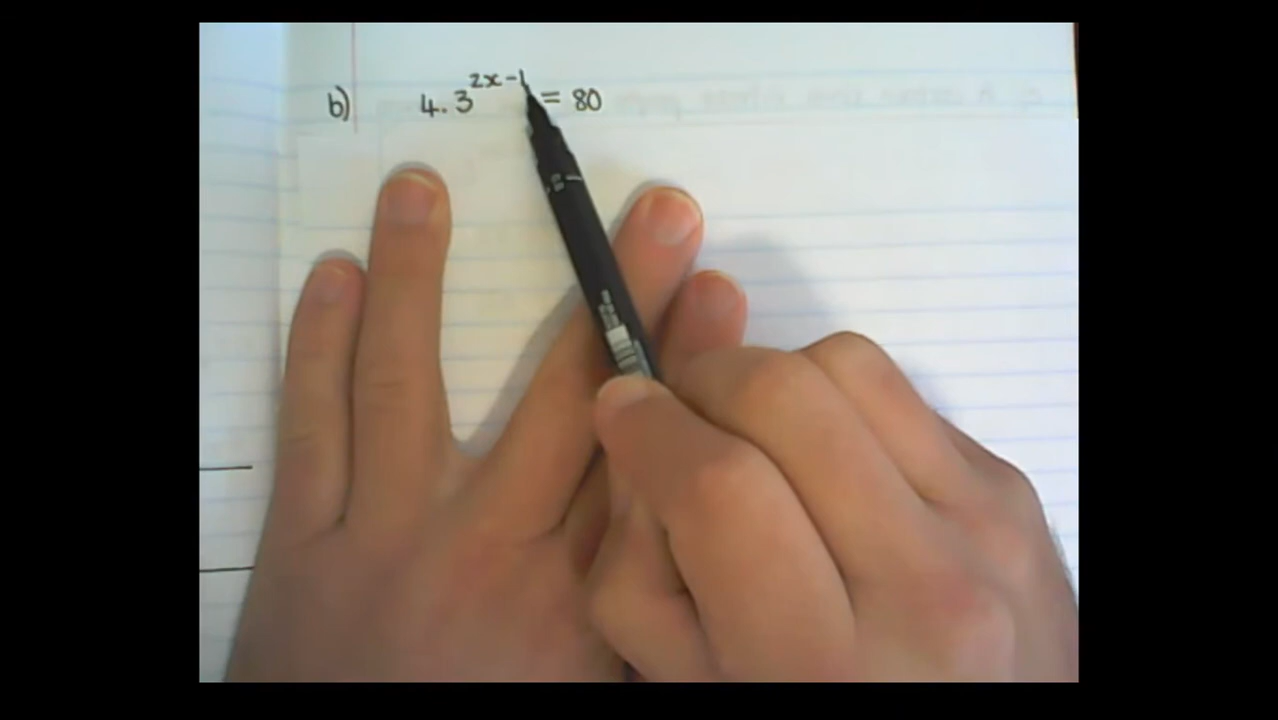 b) 4. 3^{2x-1} = 80